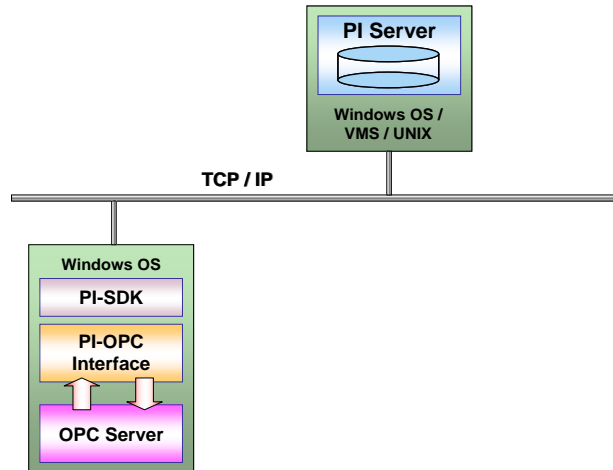 PI Server
Windows OS /
VMS / UNIX
TCP / IP
Windows OS
PI-SDK
PI-OPC
Interface
OPC Server